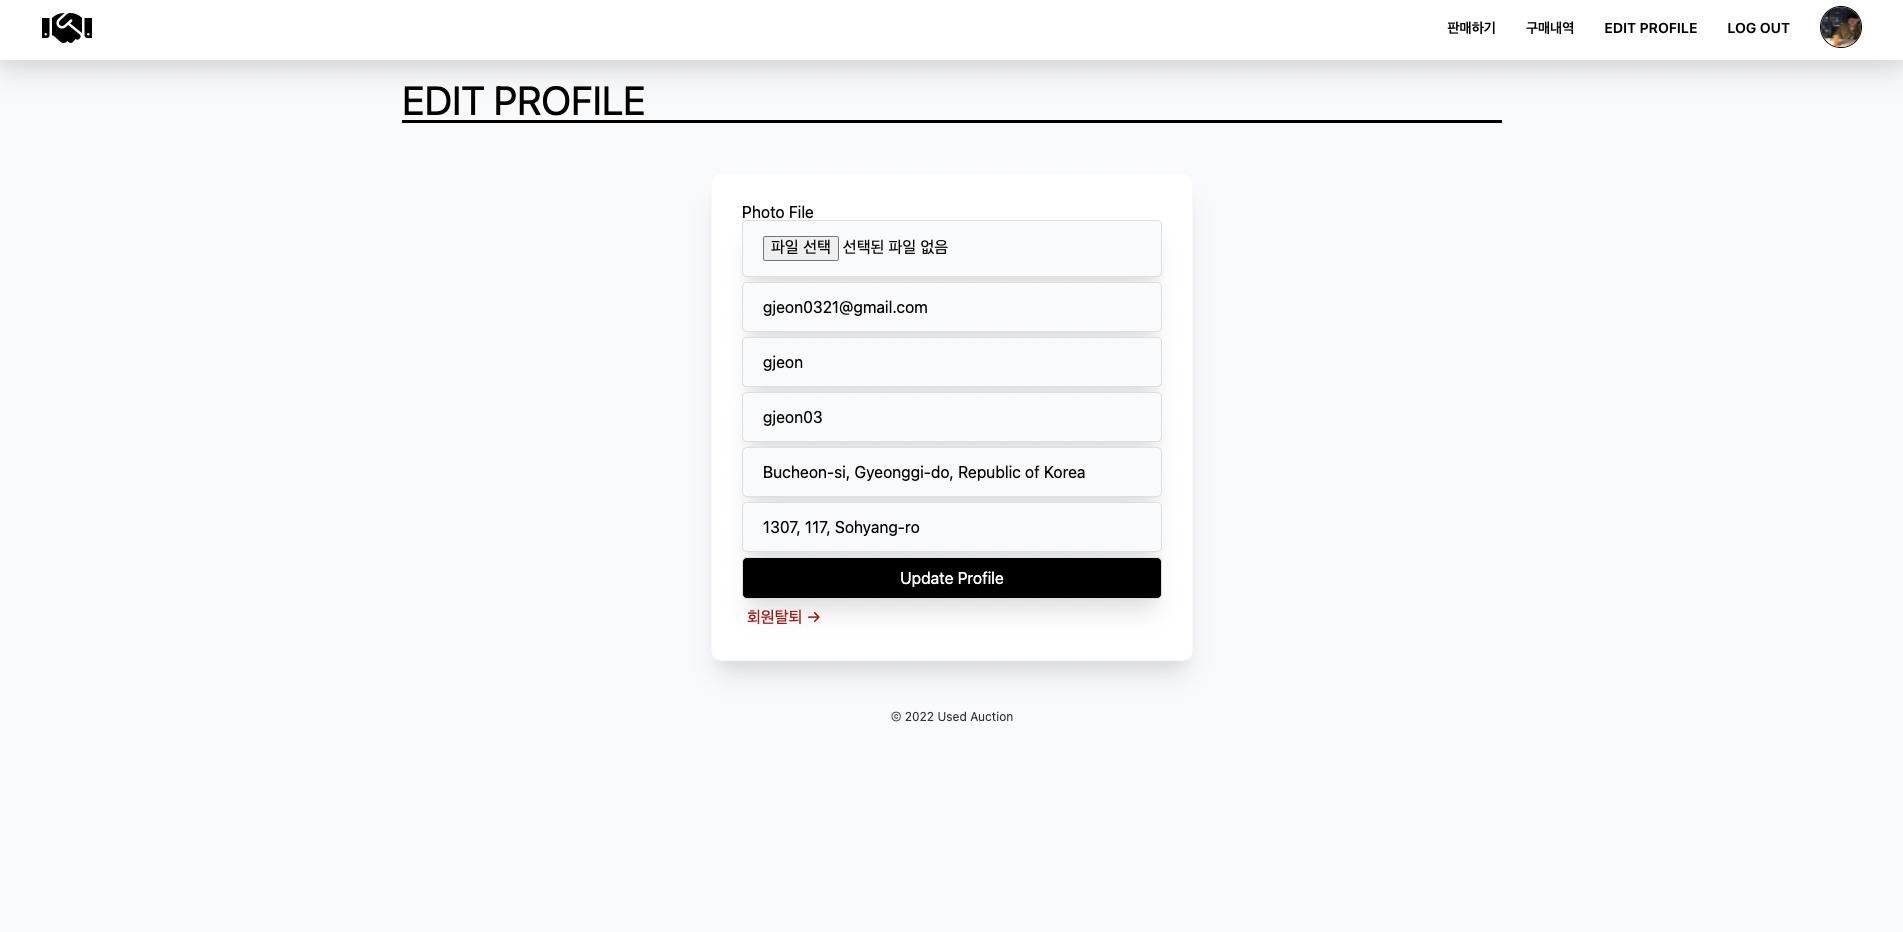 판매하기 구매내역 EDIT PROFILE LOG OUT
EDIT PROFILE
Photo File
파일 선택 선택된 파일 없음
gjeon0321@gmail.com
gjeon
gjeon03
Bucheon-si, Gyeonggi-do, Republic of Korea
1307, 117, Sohyang-ro
Update Profile
회원탈퇴 →
© 2022 Used Auction